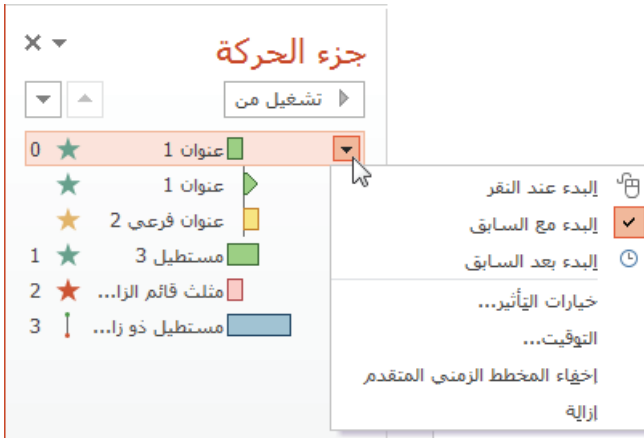 جزء الحركة
تشغيل من
عنوان 1 0
عنوان 1
عنوان فرعي 2
مستطيل 3 1
مثلث قائم الزا... 2
مستطيل ذو زا... 3
البدء عند النقر
البدء مع السابق
البدء بعد السابق
خيارات التأثير...
التوقيت...
إخفاء المخطط الزمني المتقدم
إزالة